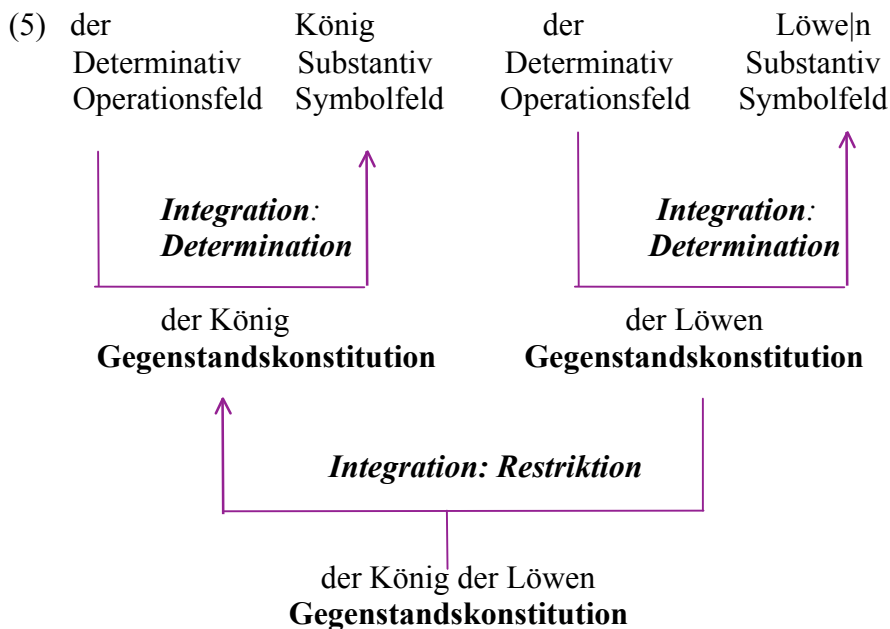 (5) der König der Löwe|n
Determinativ Substantiv Determinativ Substantiv
Operationsfeld Symbolfeld Operationsfeld Symbolfeld
Integration: Integration:
Determination Determination
der König der Löwen
Gegenstandskonstitution Gegenstandskonstitution
Integration: Restriktion
der König der Löwen
Gegenstandskonstitution